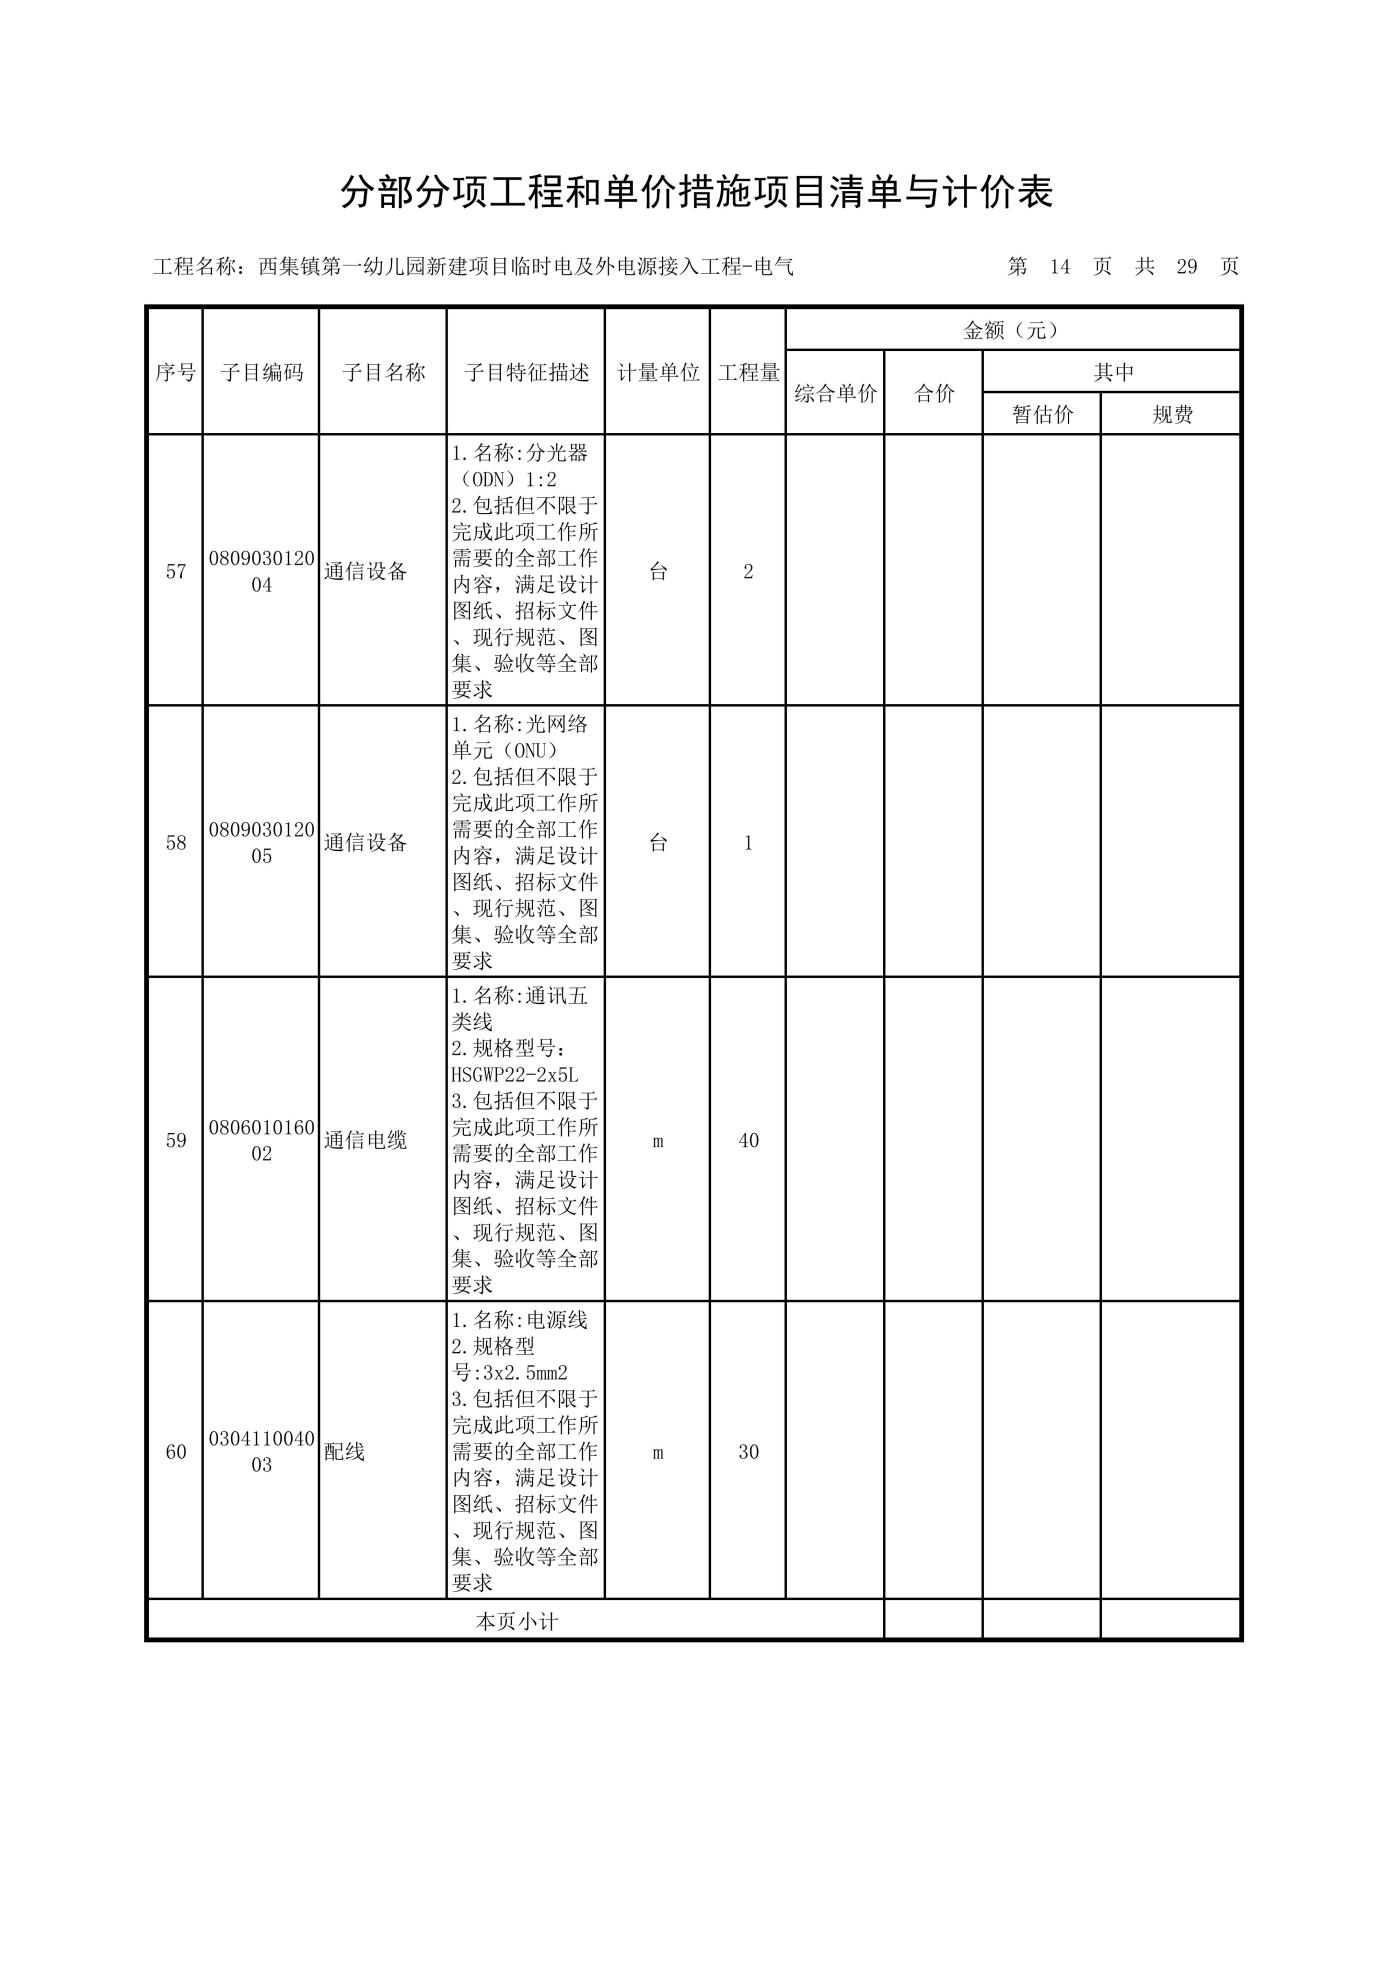 分部分项工程和单价措施项目清单与计价表
工程名称：西集镇第一幼儿园新建项目临时电及外电源接入工程-电气 第 14 页 共 29 页
金额（元）
序号 子目编码 子目名称 子目特征描述 计量单位 工程量
综合单价 合价 其中
暂估价 规费
57
0809030120
04
通信设备
1.名称:分光器
（ODN）1:2
2.包括但不限于
完成此项工作所
需要的全部工作
内容，满足设计
图纸、招标文件
、现行规范、图
集、验收等全部
要求
台
2
58
0809030120
05
通信设备
1.名称:光网络
单元（ONU）
2.包括但不限于
完成此项工作所
需要的全部工作
内容，满足设计
图纸、招标文件
、现行规范、图
集、验收等全部
要求
台
1
59
0806010160
02
通信电缆
1.名称:通讯五
类线
2.规格型号：
HSGWP22-2x5L
3.包括但不限于
完成此项工作所
需要的全部工作
内容，满足设计
图纸、招标文件
、现行规范、图
集、验收等全部
要求
m
40
60
0304110040
03
配线
1.名称:电源线
2.规格型
号:3x2.5mm2
3.包括但不限于
完成此项工作所
需要的全部工作
内容，满足设计
图纸、招标文件
、现行规范、图
集、验收等全部
要求
m
30
本页小计